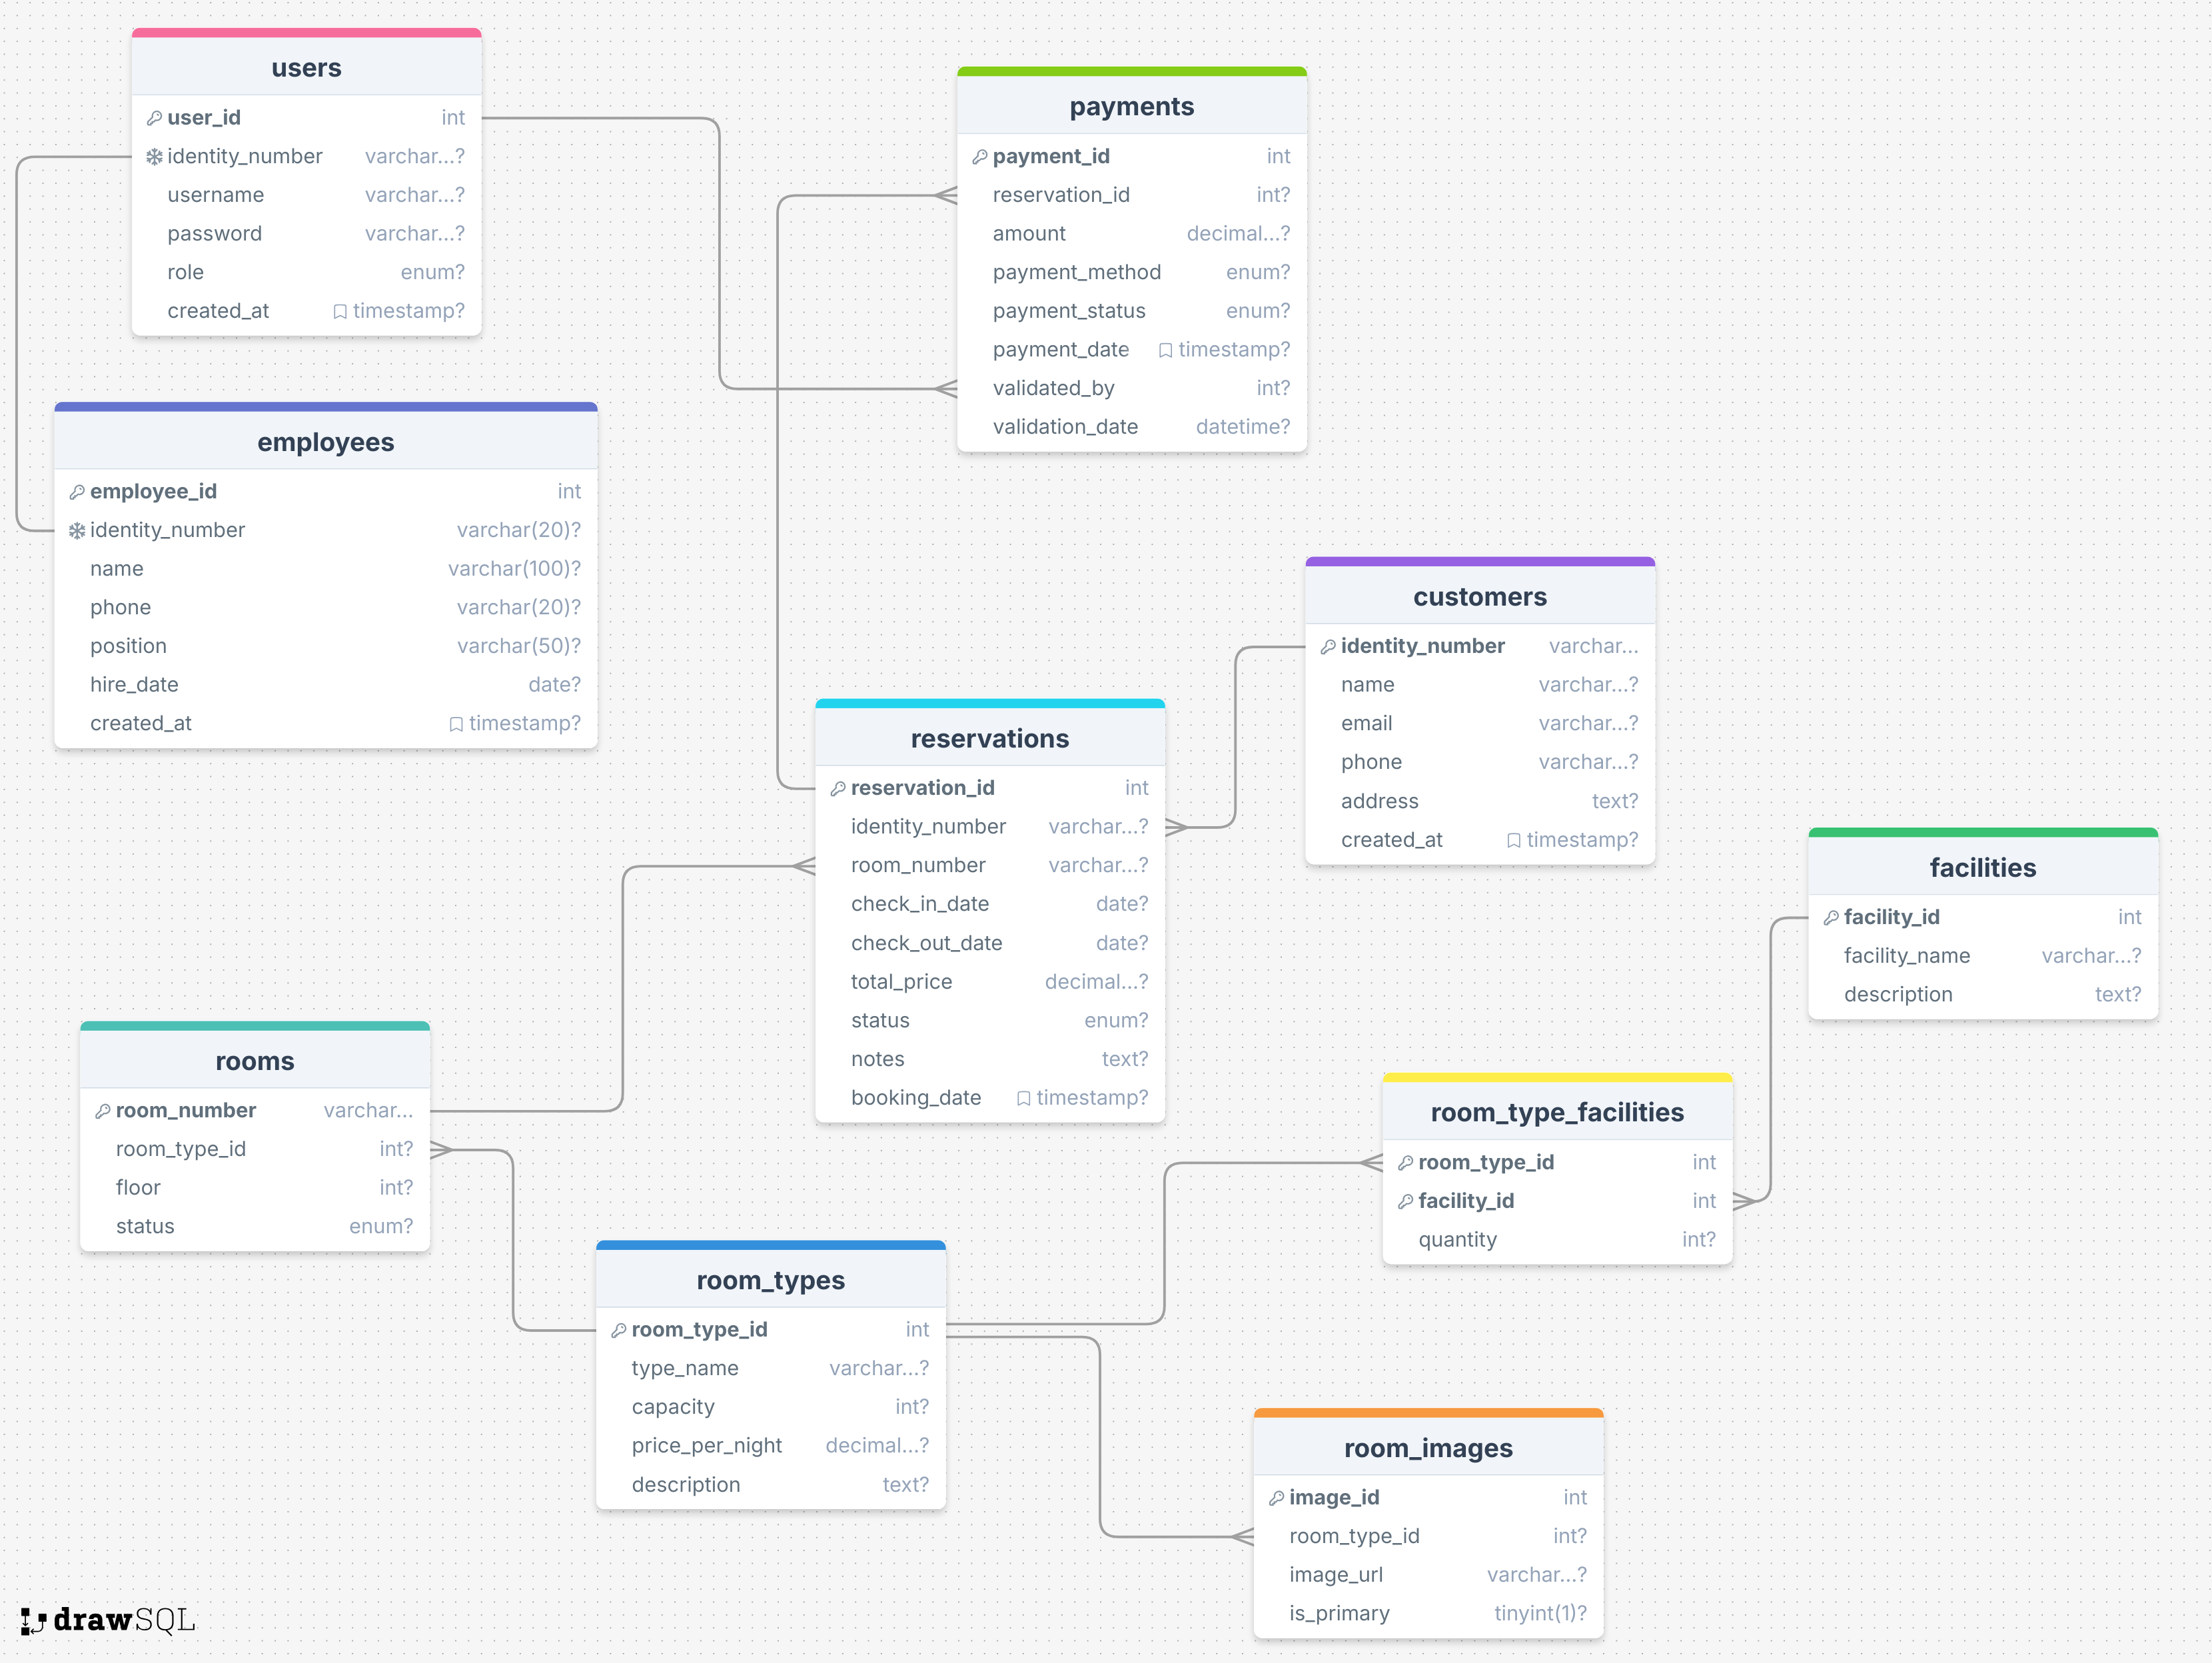 users
user_id int
identity_number varchar...?
username varchar...?
password varchar...?
role enum?
created_at timestamp?
payments
payment_id int
reservation_id int?
amount decimal...?
payment_method enum?
payment_status enum?
payment_date timestamp?
validated_by int?
validation_date datetime?
employees
employee_id int
identity_number varchar(20)?
name varchar(100)?
phone varchar(20)?
position varchar(50)?
hire_date date?
created_at timestamp?
customers
identity_number varchar...
name varchar...?
email varchar...?
phone varchar...?
address text?
created_at timestamp?
reservations
reservation_id int
identity_number varchar...?
room_number varchar...?
check_in_date date?
check_out_date date?
total_price decimal...?
status enum?
notes text?
booking_date timestamp?
facilities
facility_id int
facility_name varchar...?
description text?
rooms
room_number varchar...
room_type_id int?
floor int?
status enum?
room_type_facilities
room_type_id int
facility_id int
quantity int?
room_types
room_type_id int
type_name varchar...?
capacity int?
price_per_night decimal...?
description text?
room_images
image_id int
room_type_id int?
image_url varchar...?
is_primary tinyint(1)?
drawSQL